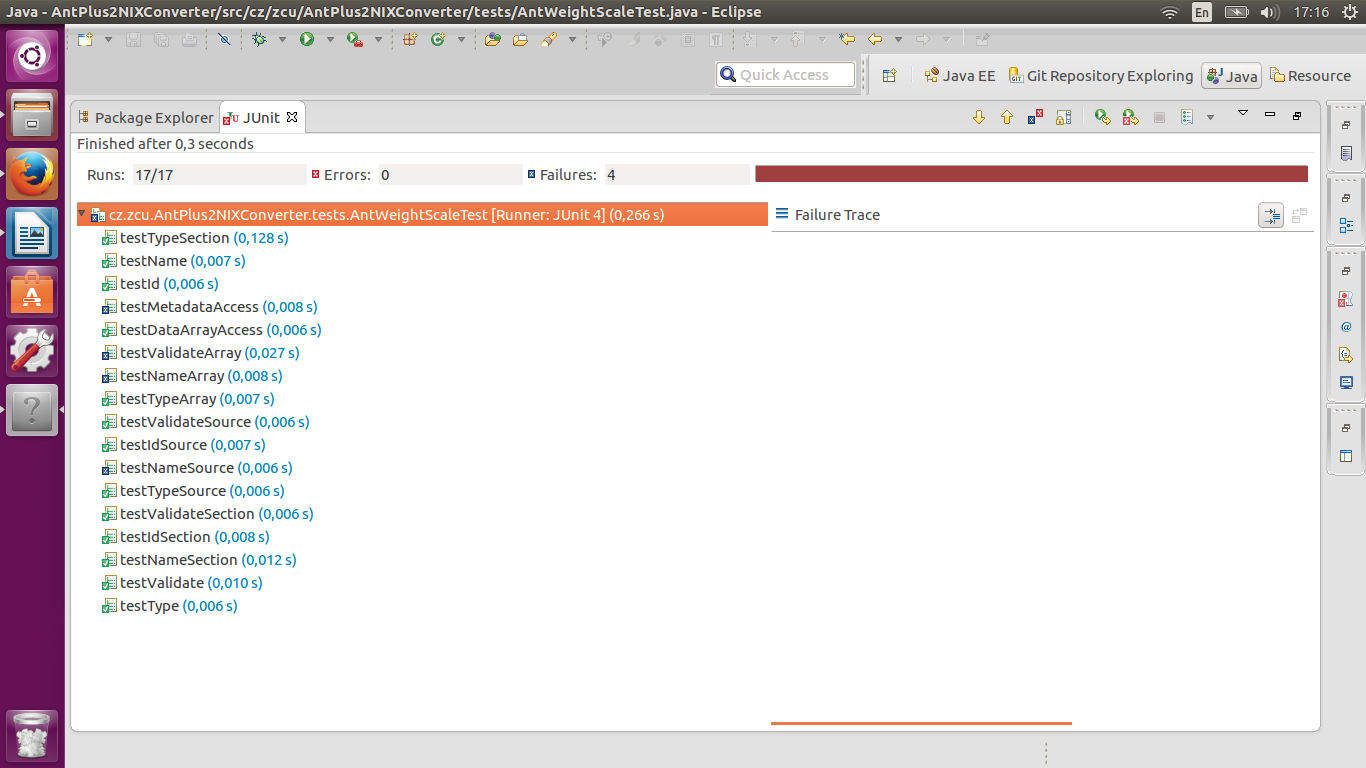 Java - AntPlus2NIXConverter/src/cz/zcu/AntPlus2NIXConverter/tests/AntWeightScaleTest.java - Eclipse
En
17:16
Quick Access
Java EE
Git Repository Exploring
Java
Resource
Package Explorer
JUnit
Finished after 0,3 seconds
Runs: 17/17
Errors: 0
Failures: 4
cz.zcu.AntPlus2NIXConverter.tests.AntWeightScaleTest [Runner: JUnit 4] (0,266 s)
Failure Trace
testTypeSection (0,128 s)
testName (0,007 s)
testId (0,006 s)
testMetadataAccess (0,008 s)
testDataArrayAccess (0,006 s)
testValidateArray (0,027 s)
testNameArray (0,008 s)
testTypeArray (0,007 s)
testValidateSource (0,006 s)
testIdSource (0,007 s)
testNameSource (0,006 s)
testTypeSource (0,006 s)
testValidateSection (0,006 s)
testIdSection (0,008 s)
testNameSection (0,012 s)
testValidate (0,010 s)
testType (0,006 s)